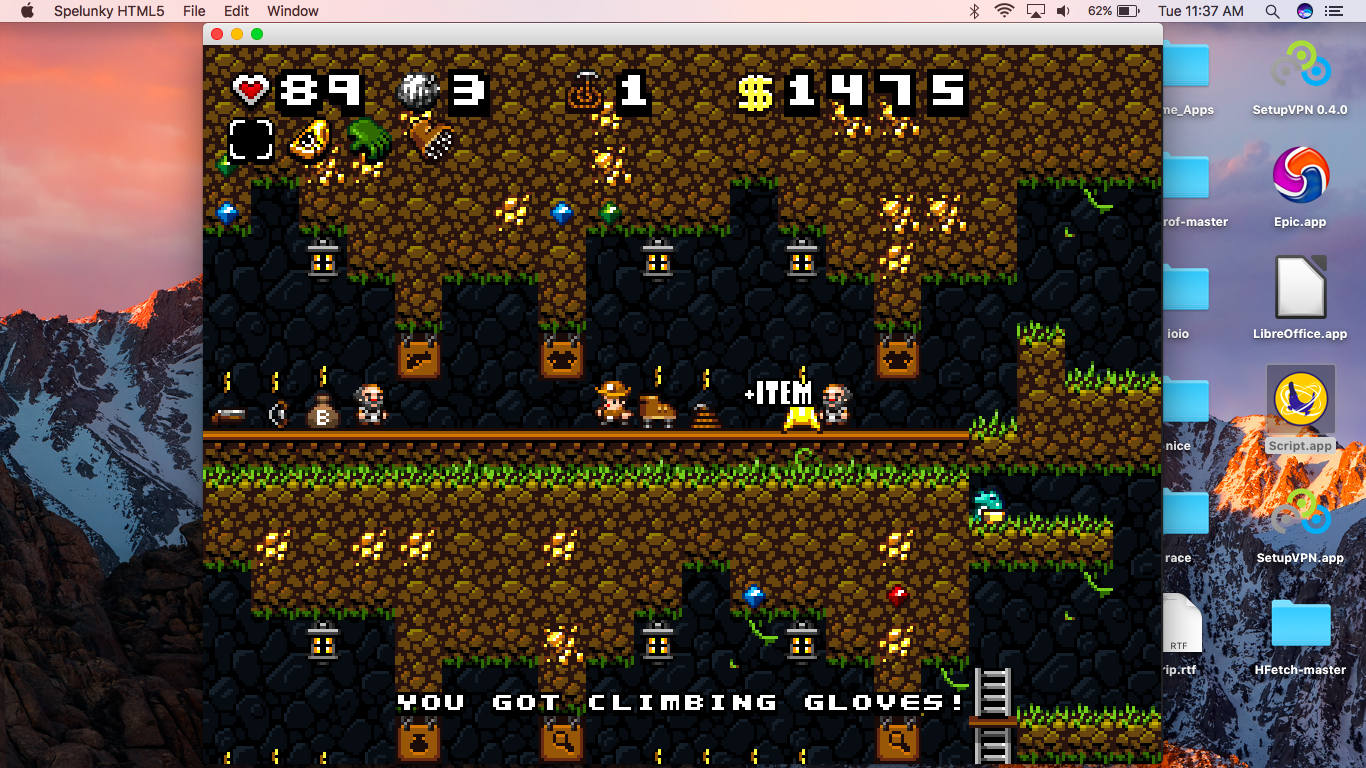 Spelunky HTML5 File Edit Window 62% Tue 11:37 AM
89 3 1 $1475
me_Apps
SetupVPN 0.4.0
rof-master
Epic.app
ioio
LibreOffice.app
+ITEM
B
nice
Script.app
race
SetupVPN.app
RTF
rip.rtf
HFetch-master
YOU GOT CLIMBING GLOVES!